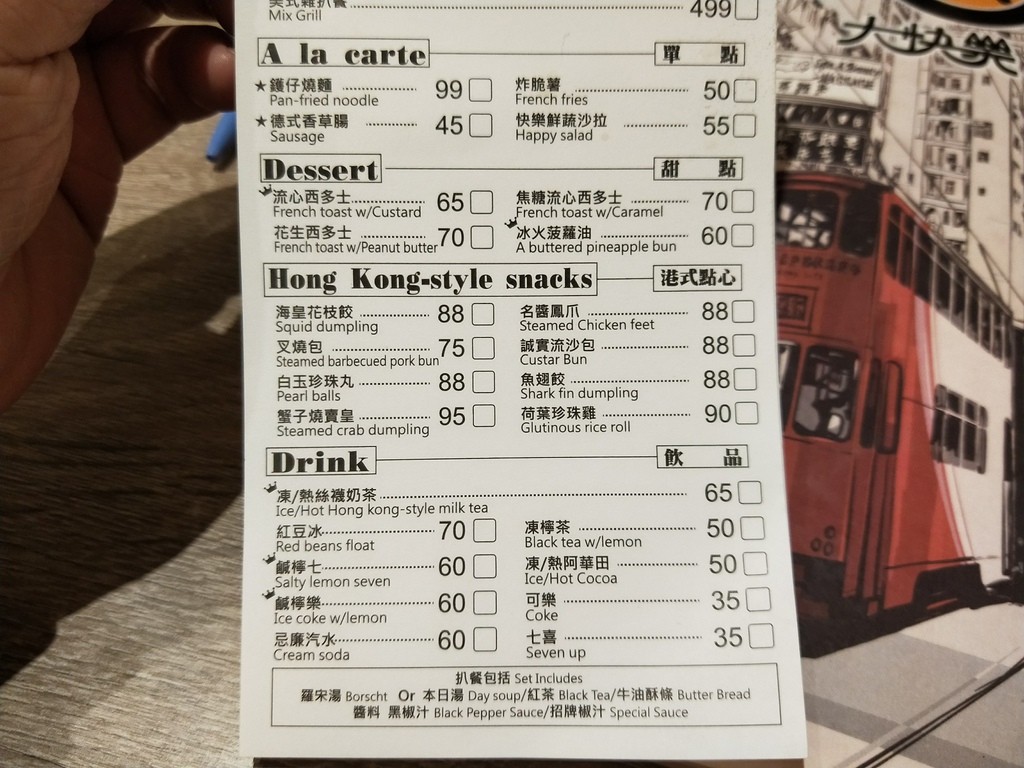 Mix Grill 499
A la carte 單 點
★鑊仔燒麵 99 炸脆薯 50
Pan-fried noodle French fries
★德式香草腸 45 快樂鮮蔬沙拉 55
Sausage Happy salad
Dessert 甜 點
流心西多士 65 焦糖流心西多士 70
French toast w/Custard French toast w/Caramel
花生西多士 70 冰火菠蘿油 60
French toast w/Peanut butter A buttered pineapple bun
Hong Kong-style snacks 港式點心
海皇花枝餃 88 名醬鳳爪 88
Squid dumpling Steamed Chicken feet
叉燒包 75 誠實流沙包 88
Steamed barbecued pork bun Custar Bun
白玉珍珠丸 88 魚翅餃 88
Pearl balls Shark fin dumpling
蟹子燒賣皇 95 荷葉珍珠雞 90
Steamed crab dumpling Glutinous rice roll
Drink 飲 品
凍/熱絲襪奶茶 65
Ice/Hot Hong kong-style milk tea
紅豆冰 70 凍檸茶 50
Red beans float Black tea w/lemon
鹹檸七 60 凍/熱阿華田 50
Salty lemon seven Ice/Hot Cocoa
鹹檸樂 60 可樂 35
Ice coke w/lemon Coke
忌廉汽水 60 七喜 35
Cream soda Seven up
扒餐包括 Set Includes
羅宋湯 Borscht Or 本日湯 Day soup/紅茶 Black Tea/牛油酥條 Butter Bread
醬料 黑椒汁 Black Pepper Sauce/招牌椒汁 Special Sauce
大快樂